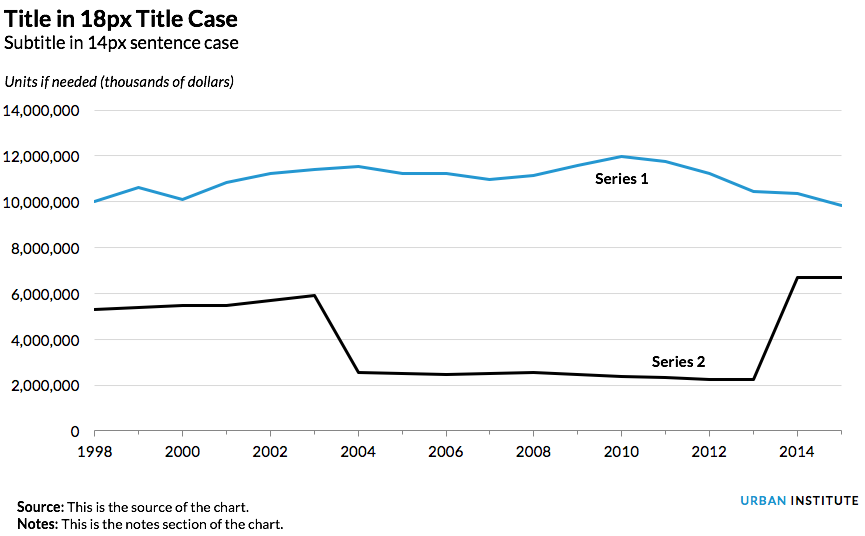 Title in 18px Title Case
Subtitle in 14px sentence case
Units if needed (thousands of dollars)
14,000,000
12,000,000
Series 1
10,000,000
8,000,000
6,000,000
4,000,000
Series 2
2,000,000
0
1998 2000 2002 2004 2006 2008 2010 2012 2014
URBAN INSTITUTE
Source: This is the source of the chart.
Notes: This is the notes section of the chart.